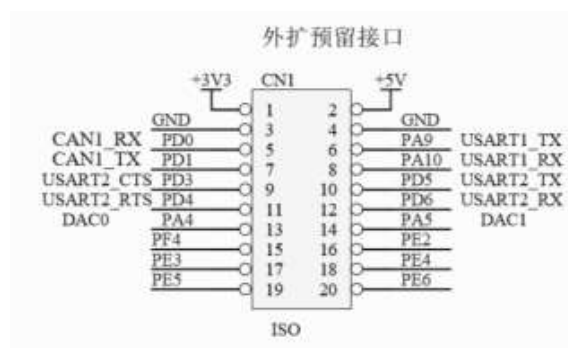 外扩预留接口
+3V3 CN1 +5V
1 2
GND 3 4 GND
CAN1_RX PD0 5 6 PA9 USART1_TX
CAN1_TX PD1 7 8 PA10 USART1_RX
USART2_CTS PD3 9 10 PD5 USART2_TX
USART2_RTS PD4 11 12 PD6 USART2_RX
DAC0 PA4 13 14 PA5 DAC1
PF4 15 16 PE2
PE3 17 18 PE4
PE5 19 20 PE6
ISO